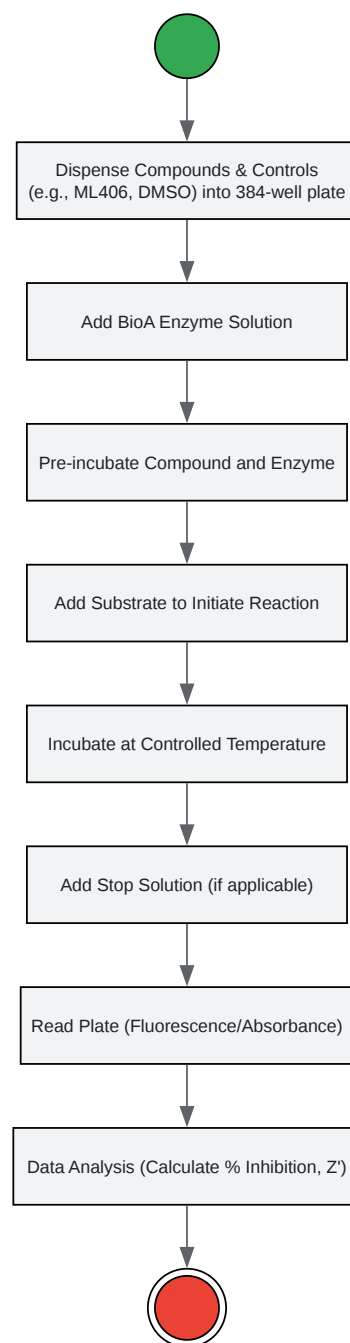 Dispense Compounds & Controls
(e.g., ML406, DMSO) into 384-well plate
Add BioA Enzyme Solution
Pre-incubate Compound and Enzyme
Add Substrate to Initiate Reaction
Incubate at Controlled Temperature
Add Stop Solution (if applicable)
Read Plate (Fluorescence/Absorbance)
Data Analysis (Calculate % Inhibition, Z')